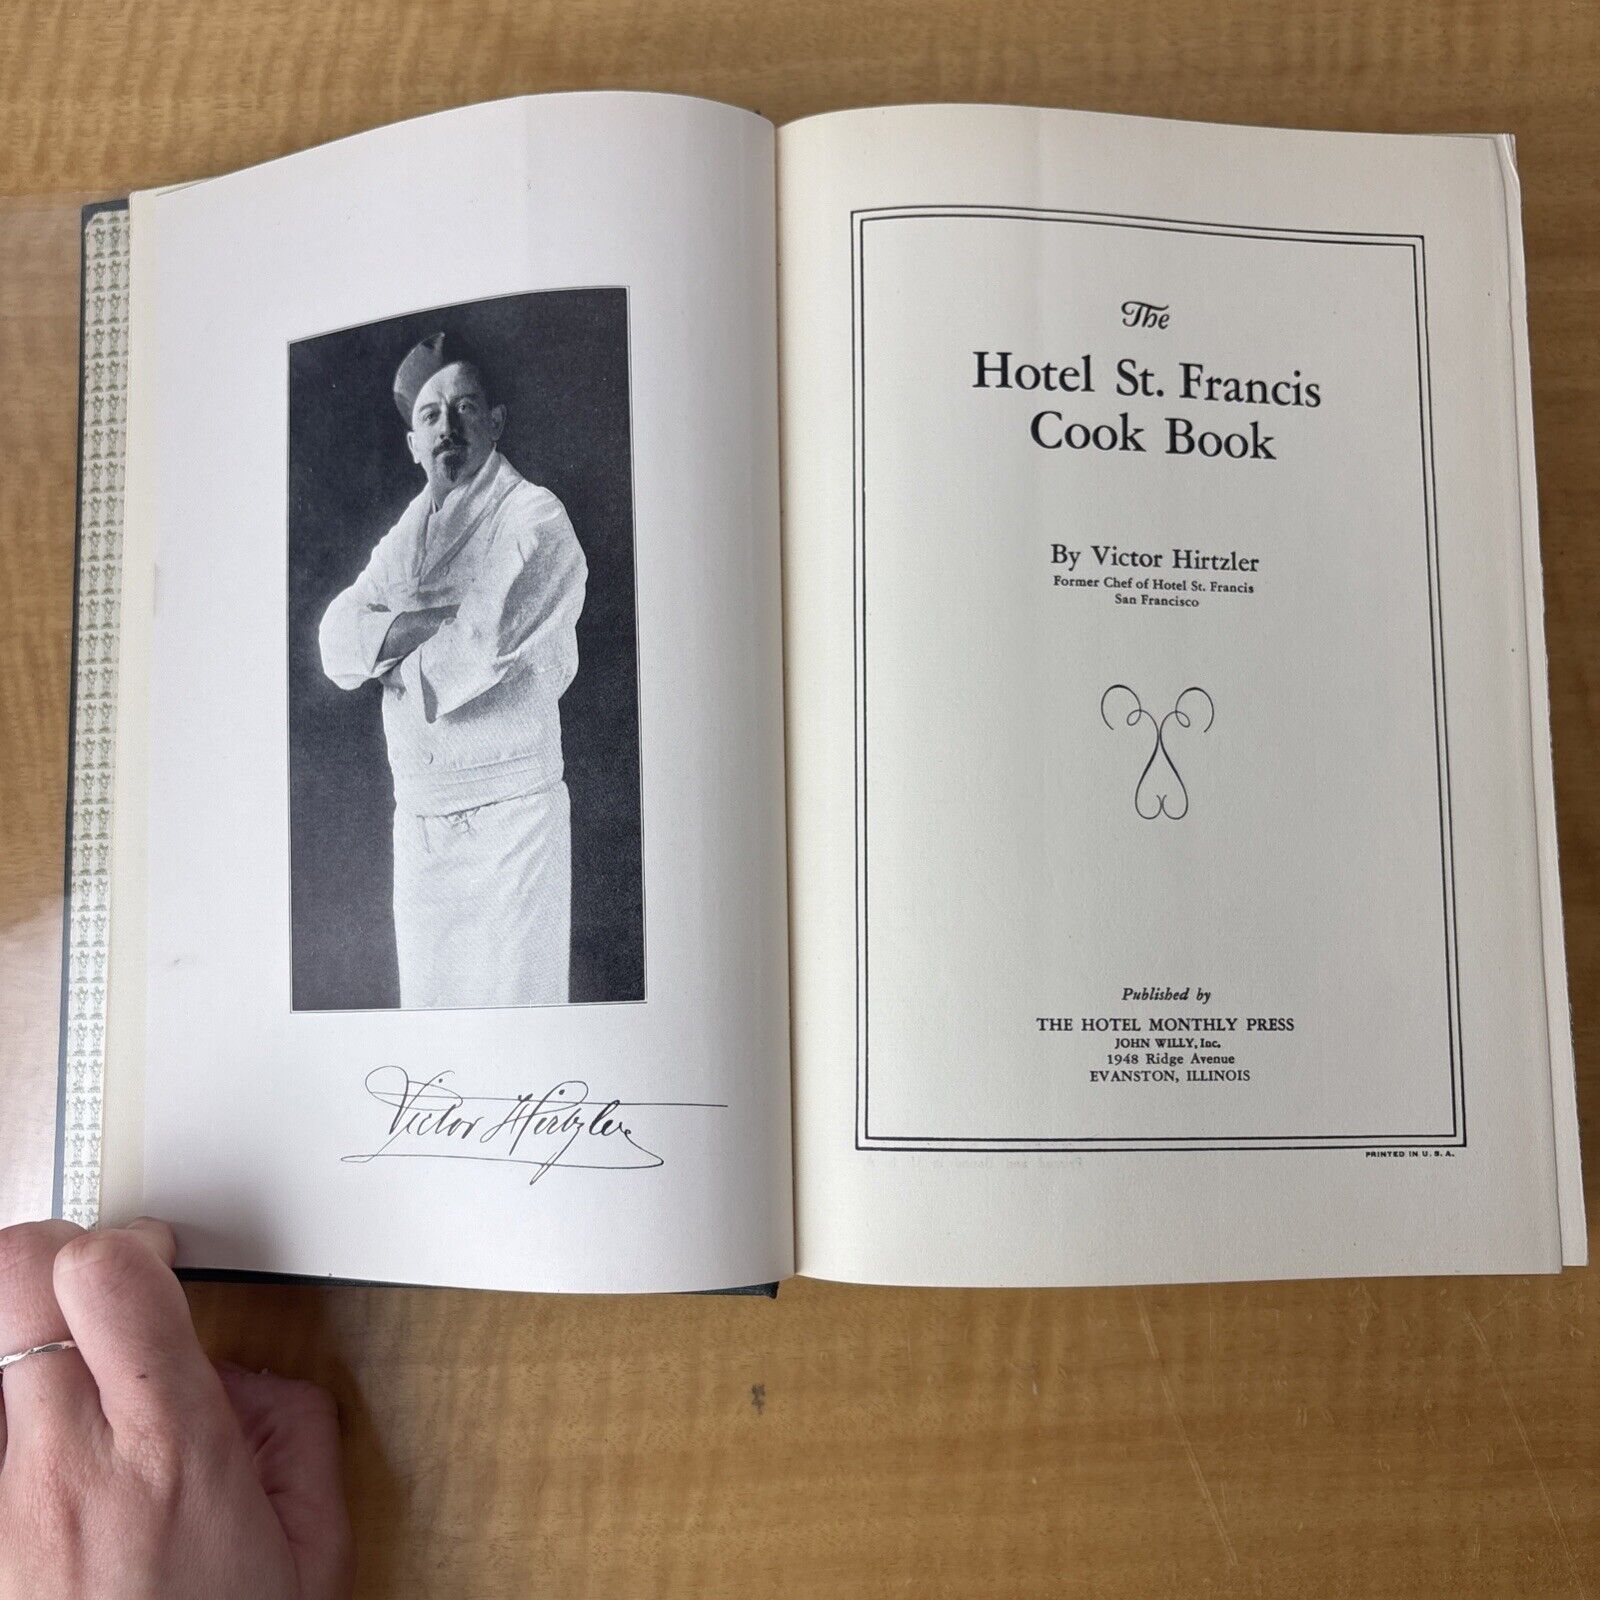 Victor Hirtzler
The
Hotel St. Francis
Cook Book
By Victor Hirtzler
Former Chef of Hotel St. Francis
San Francisco
Published by
THE HOTEL MONTHLY PRESS
JOHN WILLY, Inc.
1948 Ridge Avenue
EVANSTON, ILLINOIS
PRINTED IN U. S. A.